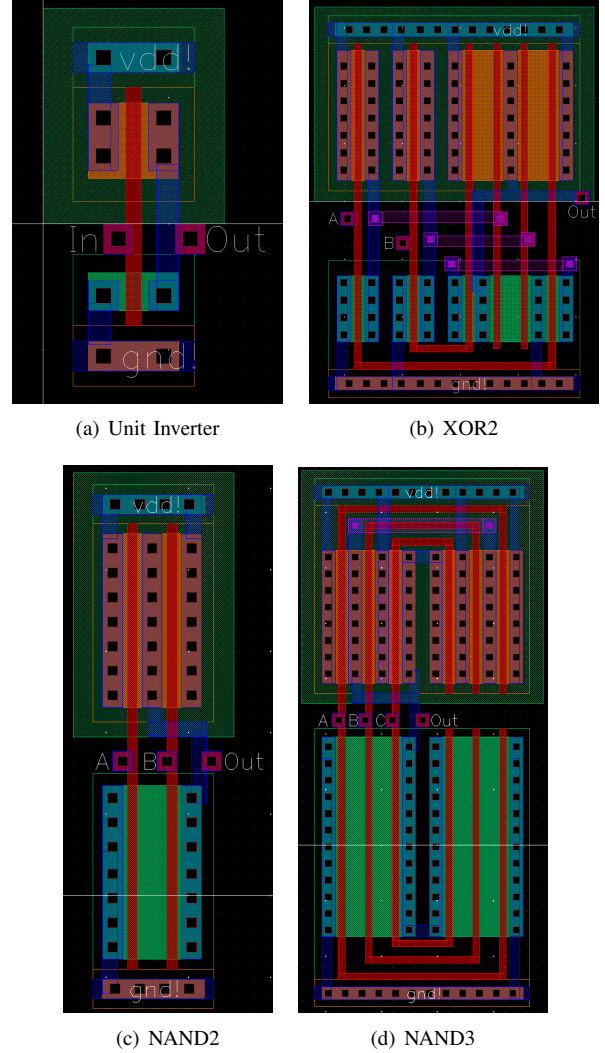 vdd!
In
Out
gnd!
(a) Unit Inverter
vdd!
A
Out
B
gnd!
(b) XOR2
vdd!
A B Out
gnd!
(c) NAND2
vdd!
A B C Out
gnd!
(d) NAND3